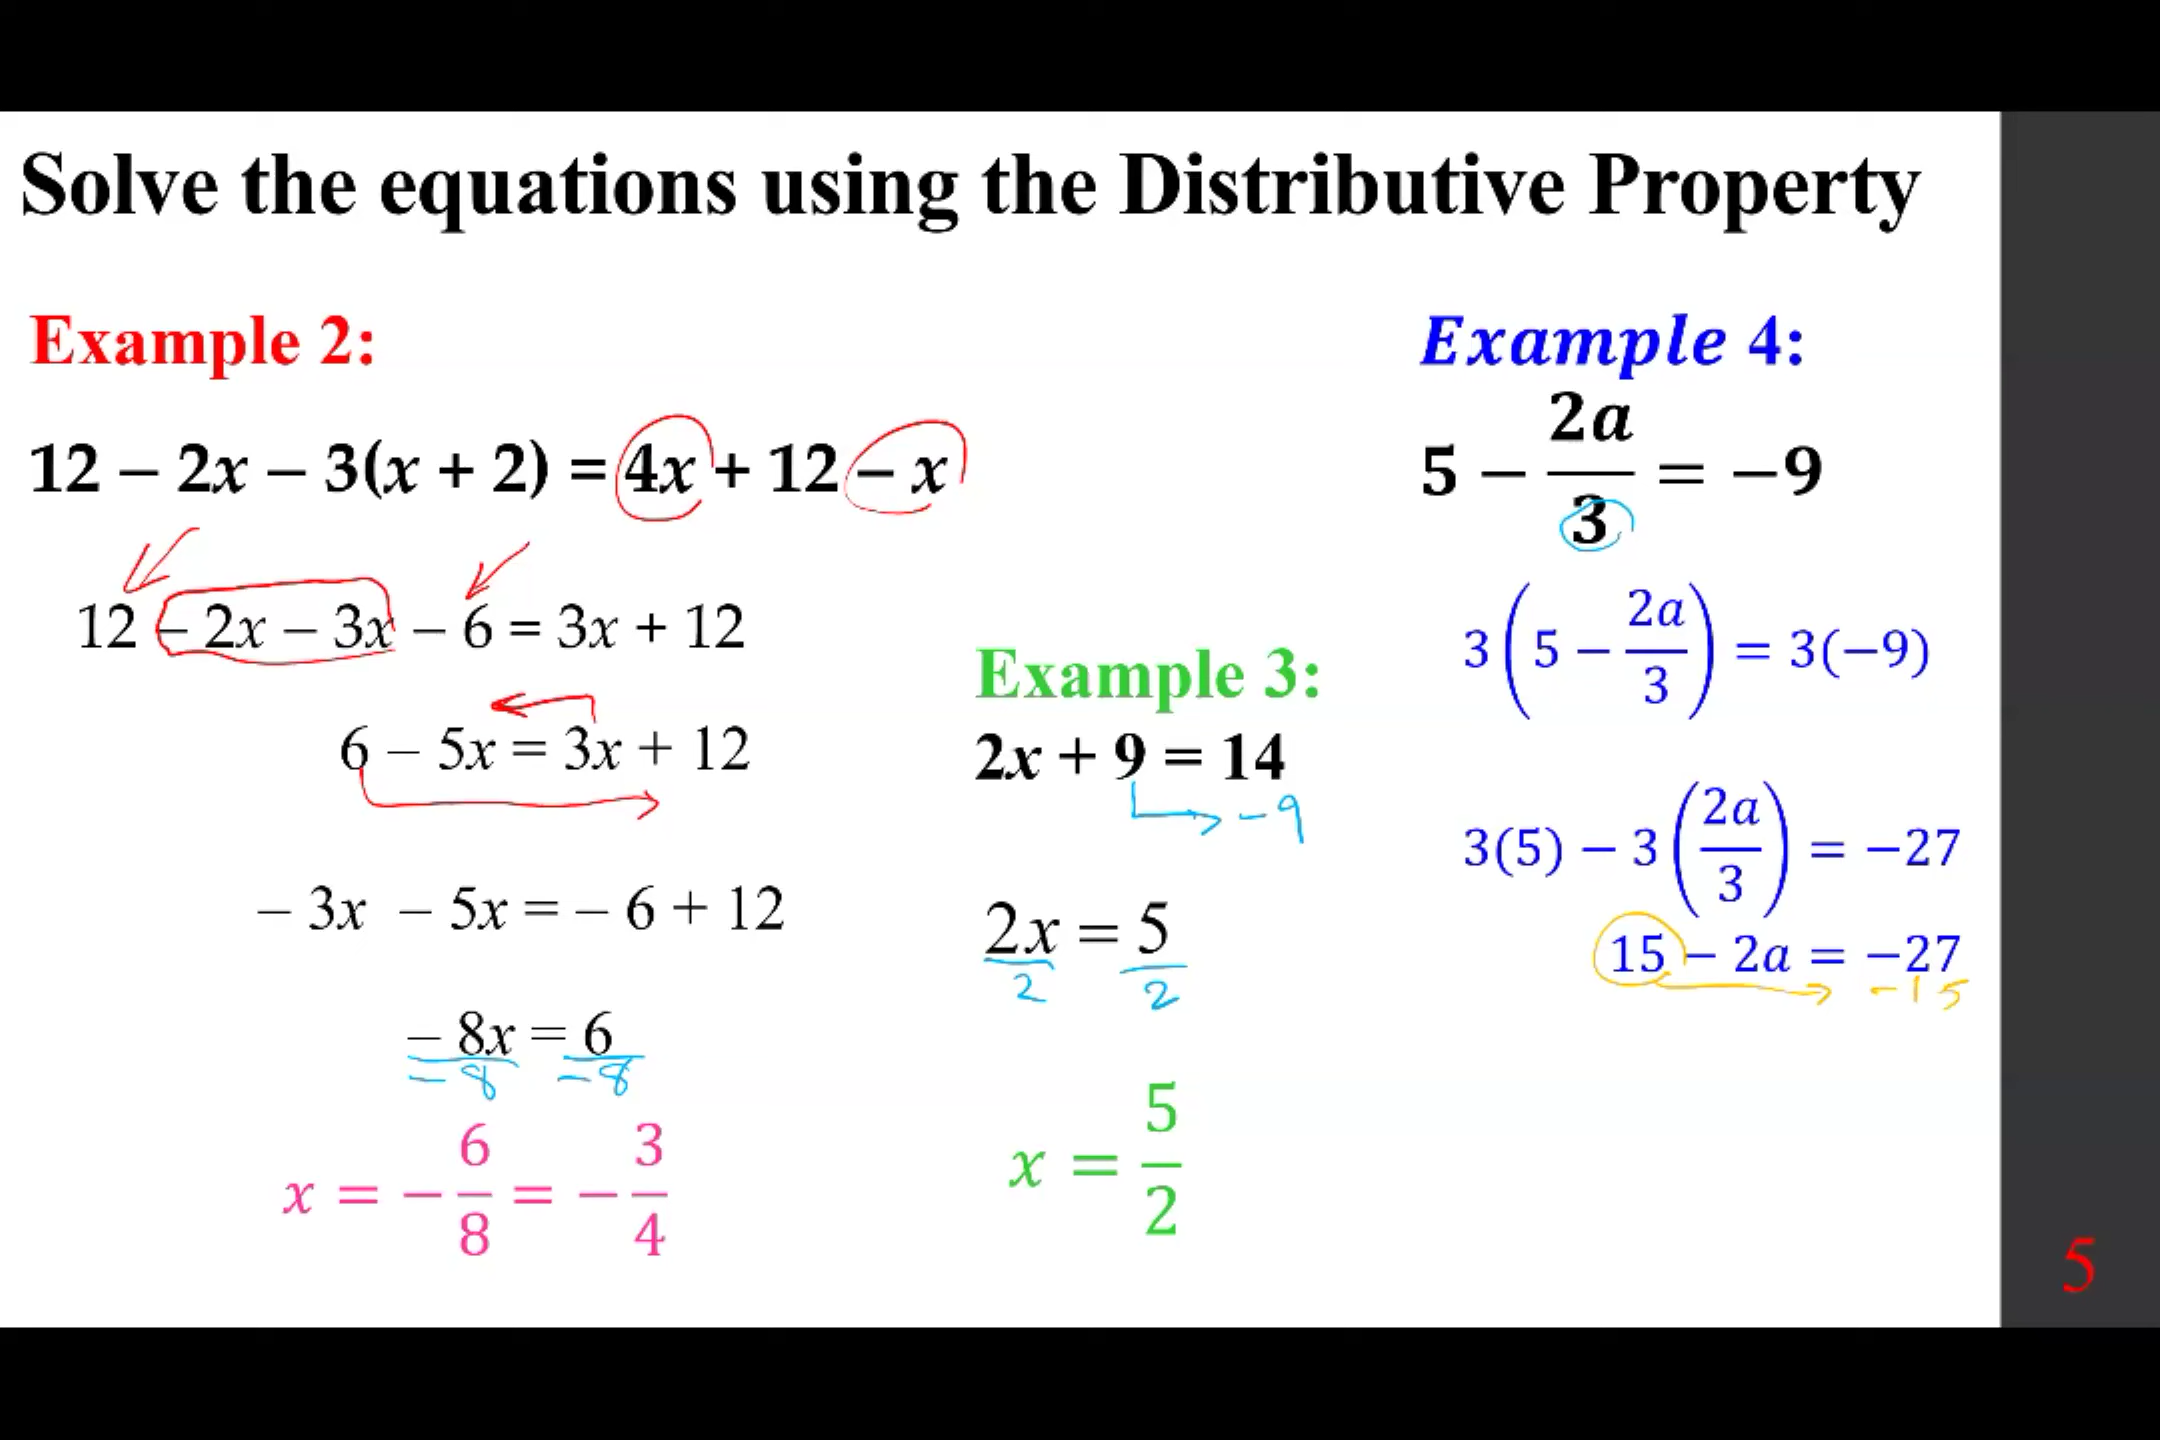 Solve the equations using the Distributive Property
Example 2:
12 – 2x – 3(x + 2) = 4x + 12 – x
12 – 2x – 3x – 6 = 3x + 12
6 – 5x = 3x + 12
– 3x – 5x = – 6 + 12
– 8x = 6
– 8 – 8
x = − 6/8 = − 3/4
Example 3:
2x + 9 = 14
– 9
2x = 5
2 2
x = 5/2
Example 4:
5 − 2a/3 = −9
3(5 − 2a/3) = 3(−9)
3(5) − 3(2a/3) = −27
15 − 2a = −27
−15
5